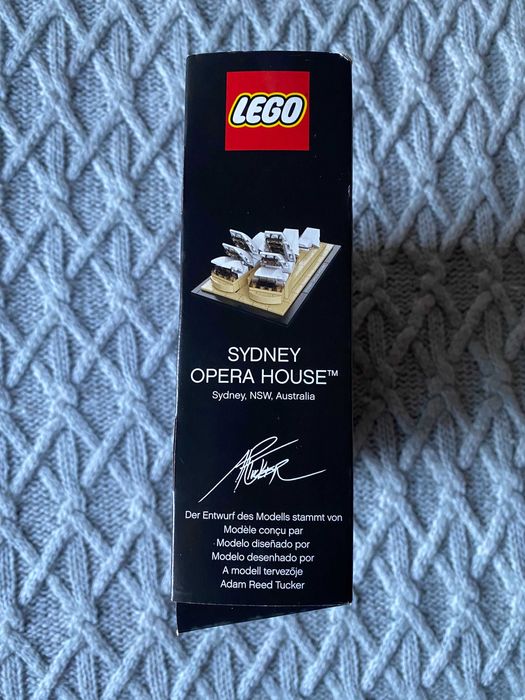 LEGO
SYDNEY
OPERA HOUSE™
Sydney, NSW, Australia
ATucker
Der Entwurf des Modells stammt von
Modèle conçu par
Modelo diseñado por
Modelo desenhado por
A modell tervezője
Adam Reed Tucker